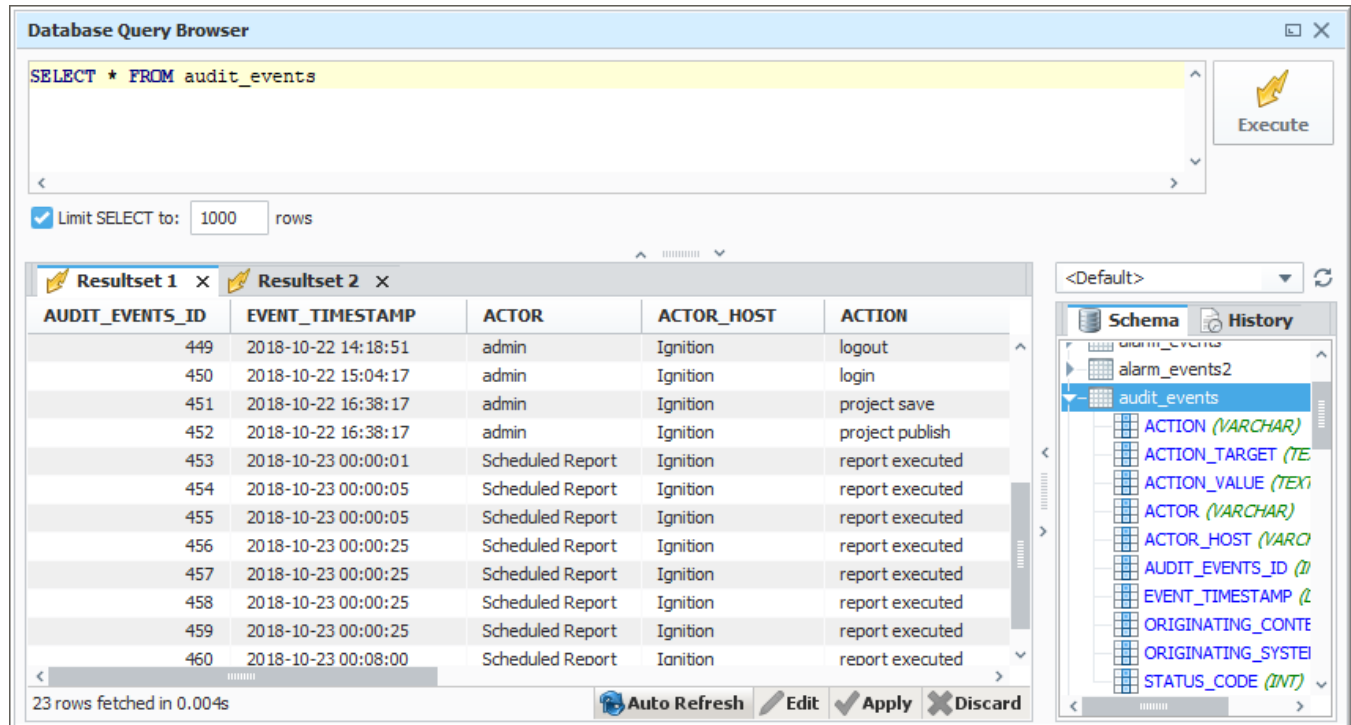 Database Query Browser
SELECT * FROM audit_events
Execute
Limit SELECT to: 1000 rows
Resultset 1 Resultset 2
<Default>
AUDIT_EVENTS_ID EVENT_TIMESTAMP ACTOR ACTOR_HOST ACTION
449 2018-10-22 14:18:51 admin Ignition logout
450 2018-10-22 15:04:17 admin Ignition login
451 2018-10-22 16:38:17 admin Ignition project save
452 2018-10-22 16:38:17 admin Ignition project publish
453 2018-10-23 00:00:01 Scheduled Report Ignition report executed
454 2018-10-23 00:00:05 Scheduled Report Ignition report executed
455 2018-10-23 00:00:05 Scheduled Report Ignition report executed
456 2018-10-23 00:00:25 Scheduled Report Ignition report executed
457 2018-10-23 00:00:25 Scheduled Report Ignition report executed
458 2018-10-23 00:00:25 Scheduled Report Ignition report executed
459 2018-10-23 00:00:25 Scheduled Report Ignition report executed
460 2018-10-23 00:08:00 Scheduled Report Ignition report executed
23 rows fetched in 0.004s Auto Refresh Edit Apply Discard
Schema History
alarm_events
alarm_events2
audit_events
ACTION (VARCHAR)
ACTION_TARGET (TE
ACTION_VALUE (TEXT
ACTOR (VARCHAR)
ACTOR_HOST (VARCH
AUDIT_EVENTS_ID (I
EVENT_TIMESTAMP (
ORIGINATING_CONTE
ORIGINATING_SYSTE
STATUS_CODE (INT)